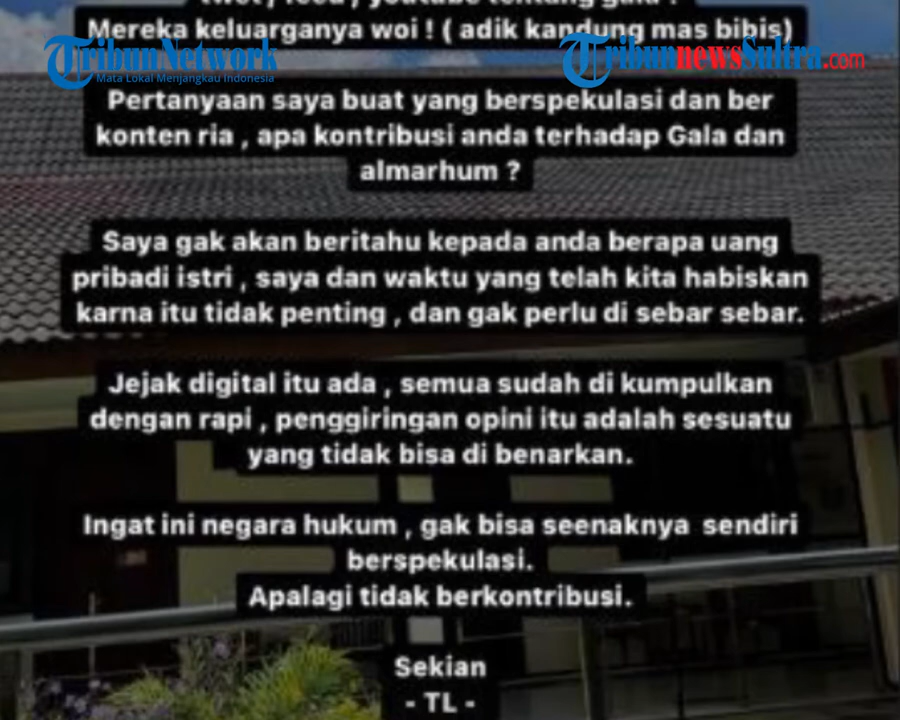 Mereka keluarganya woi ! ( adik kandung mas bibis)
Tribun Network
Mata Lokal Menjangkau Indonesia
TribunnewsSultra.com
Pertanyaan saya buat yang berspekulasi dan ber
konten ria , apa kontribusi anda terhadap Gala dan
almarhum ?
Saya gak akan beritahu kepada anda berapa uang
pribadi istri , saya dan waktu yang telah kita habiskan
karna itu tidak penting , dan gak perlu di sebar sebar.
Jejak digital itu ada , semua sudah di kumpulkan
dengan rapi , penggiringan opini itu adalah sesuatu
yang tidak bisa di benarkan.
Ingat ini negara hukum , gak bisa seenaknya sendiri
berspekulasi.
Apalagi tidak berkontribusi.
Sekian
- TL -